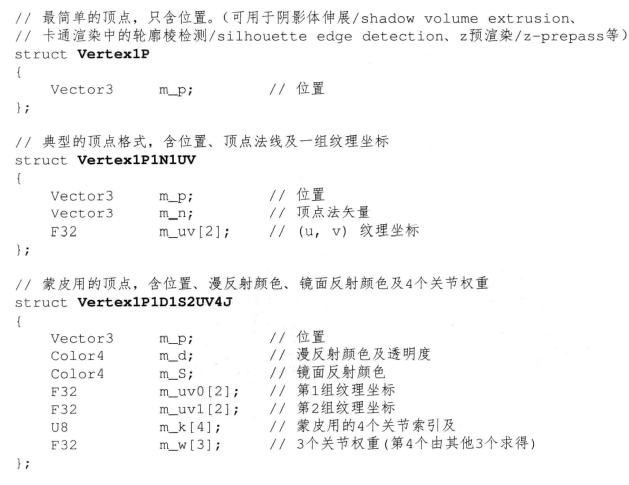 // 最简单的顶点，只含位置。（可用于阴影体伸展/shadow volume extrusion、
// 卡通渲染中的轮廓棱检测/silhouette edge detection、z预渲染/z-prepass等）
struct Vertex1P
{
    Vector3    m_p;    // 位置
};
// 典型的顶点格式，含位置、顶点法线及一组纹理坐标
struct Vertex1P1N1UV
{
    Vector3    m_p;    // 位置
    Vector3    m_n;    // 顶点法矢量
    F32    m_uv[2];    // (u, v) 纹理坐标
};
// 蒙皮用的顶点，含位置、漫反射颜色、镜面反射颜色及4个关节权重
struct Vertex1P1D1S2UV4J
{
    Vector3    m_p;    // 位置
    Color4    m_d;    // 漫反射颜色及透明度
    Color4    m_S;    // 镜面反射颜色
    F32    m_uv0[2];    // 第1组纹理坐标
    F32    m_uv1[2];    // 第2组纹理坐标
    U8    m_k[4];    // 蒙皮用的4个关节索引及
    F32    m_w[3];    // 3个关节权重(第4个由其他3个求得)
};